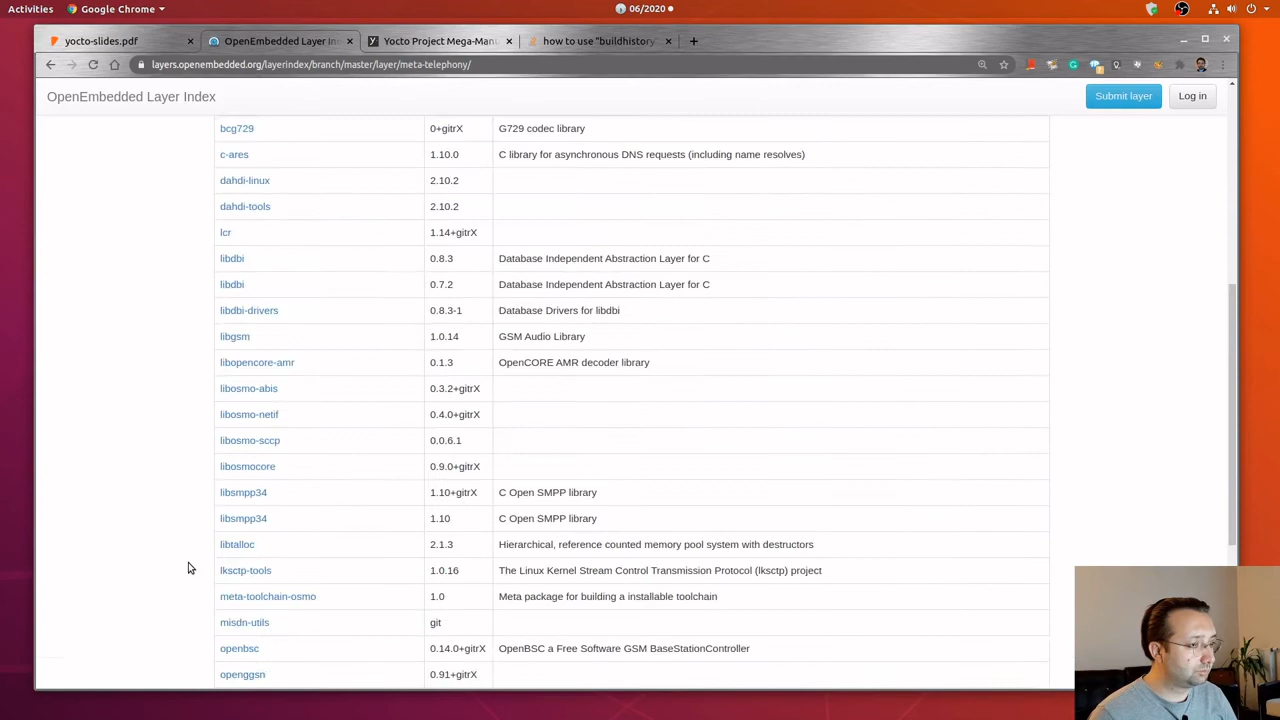 Activities Google Chrome 06/2020
yocto-slides.pdf × OpenEmbedded Layer In × Yocto Project Mega-Manu × how to use "buildhistory" ×
layers.openembedded.org/layerindex/branch/master/layer/meta-telephony/
OpenEmbedded Layer Index Submit layer Log in
bcg729 0+gitrX G729 codec library
c-ares 1.10.0 C library for asynchronous DNS requests (including name resolves)
dahdi-linux 2.10.2
dahdi-tools 2.10.2
lcr 1.14+gitrX
libdbi 0.8.3 Database Independent Abstraction Layer for C
libdbi 0.7.2 Database Independent Abstraction Layer for C
libdbi-drivers 0.8.3-1 Database Drivers for libdbi
libgsm 1.0.14 GSM Audio Library
libopencore-amr 0.1.3 OpenCORE AMR decoder library
libosmo-abis 0.3.2+gitrX
libosmo-netif 0.4.0+gitrX
libosmo-sccp 0.0.6.1
libosmocore 0.9.0+gitrX
libsmpp34 1.10+gitrX C Open SMPP library
libsmpp34 1.10 C Open SMPP library
libtalloc 2.1.3 Hierarchical, reference counted memory pool system with destructors
lksctp-tools 1.0.16 The Linux Kernel Stream Control Transmission Protocol (lksctp) project
meta-toolchain-osmo 1.0 Meta package for building a installable toolchain
misdn-utils git
openbsc 0.14.0+gitrX OpenBSC a Free Software GSM BaseStationController
openggsn 0.91+gitrX